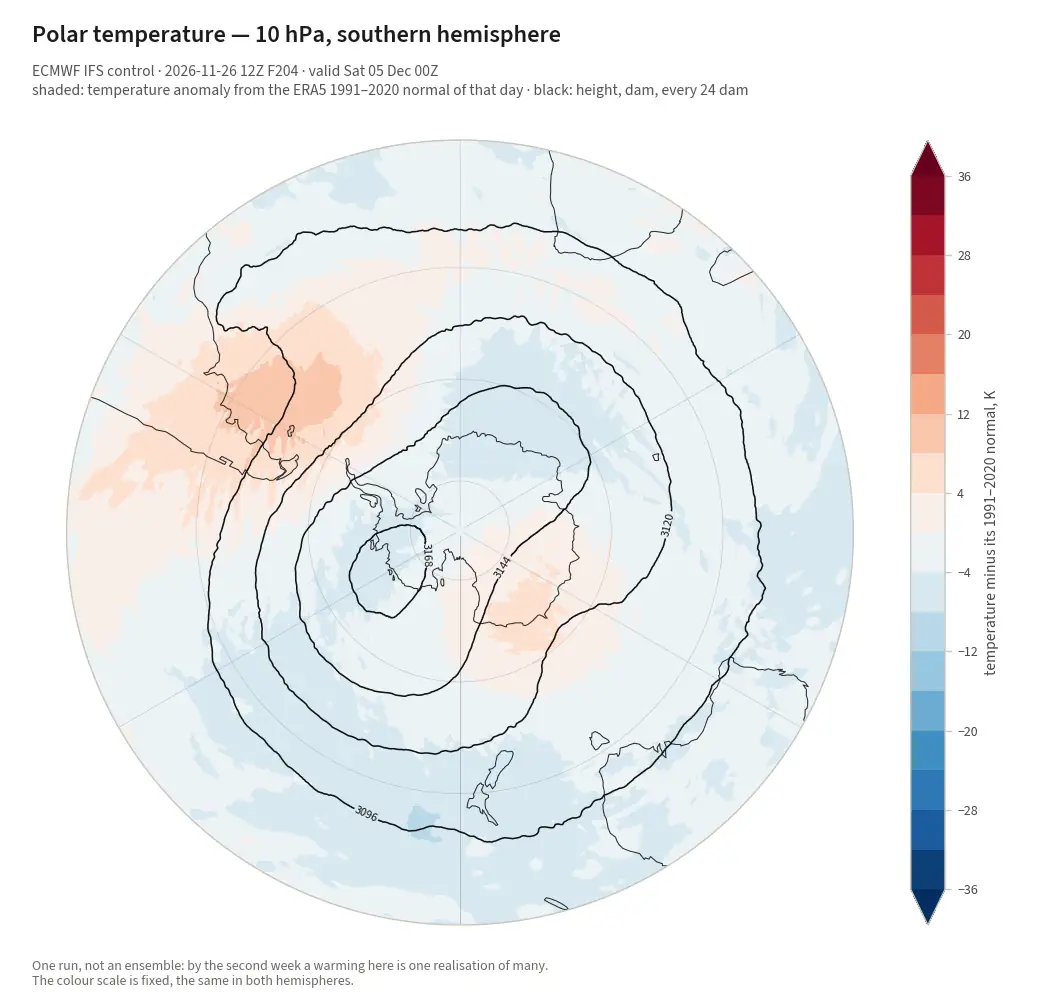 Polar temperature — 10 hPa, southern hemisphere
ECMWF IFS control · 2026-11-26 12Z F204 · valid Sat 05 Dec 00Z
shaded: temperature anomaly from the ERA5 1991–2020 normal of that day · black: height, dam, every 24 dam
36
28
20
12
4
−4
−12
−20
−28
−36
temperature minus its 1991–2020 normal, K
3120
3168
3144
3096
One run, not an ensemble: by the second week a warming here is one realisation of many.
The colour scale is fixed, the same in both hemispheres.